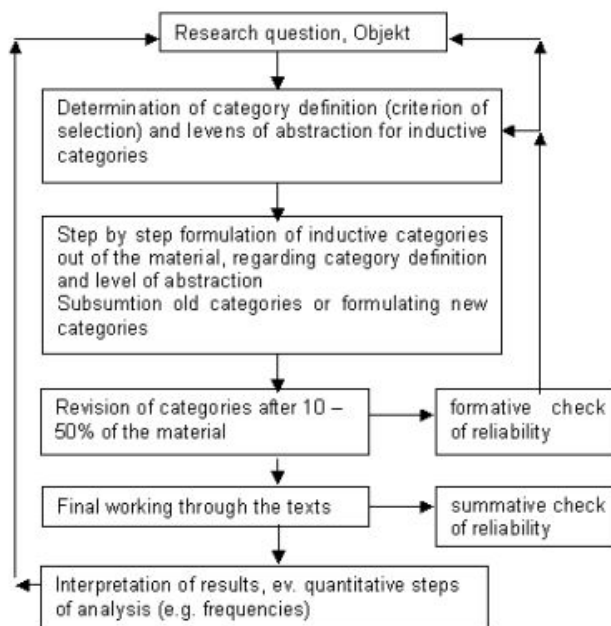 Research question, Objekt
Determination of category definition (criterion of
selection) and levens of abstraction for inductive
categories
Step by step formulation of inductive categories
out of the material, regarding category definition
and level of abstraction
Subsumtion old categories or formulating new
categories
Revision of categories after 10 –
50% of the material
formative check
of reliability
Final working through the texts
summative check
of reliability
Interpretation of results, ev. quantitative steps
of analysis (e.g. frequencies)